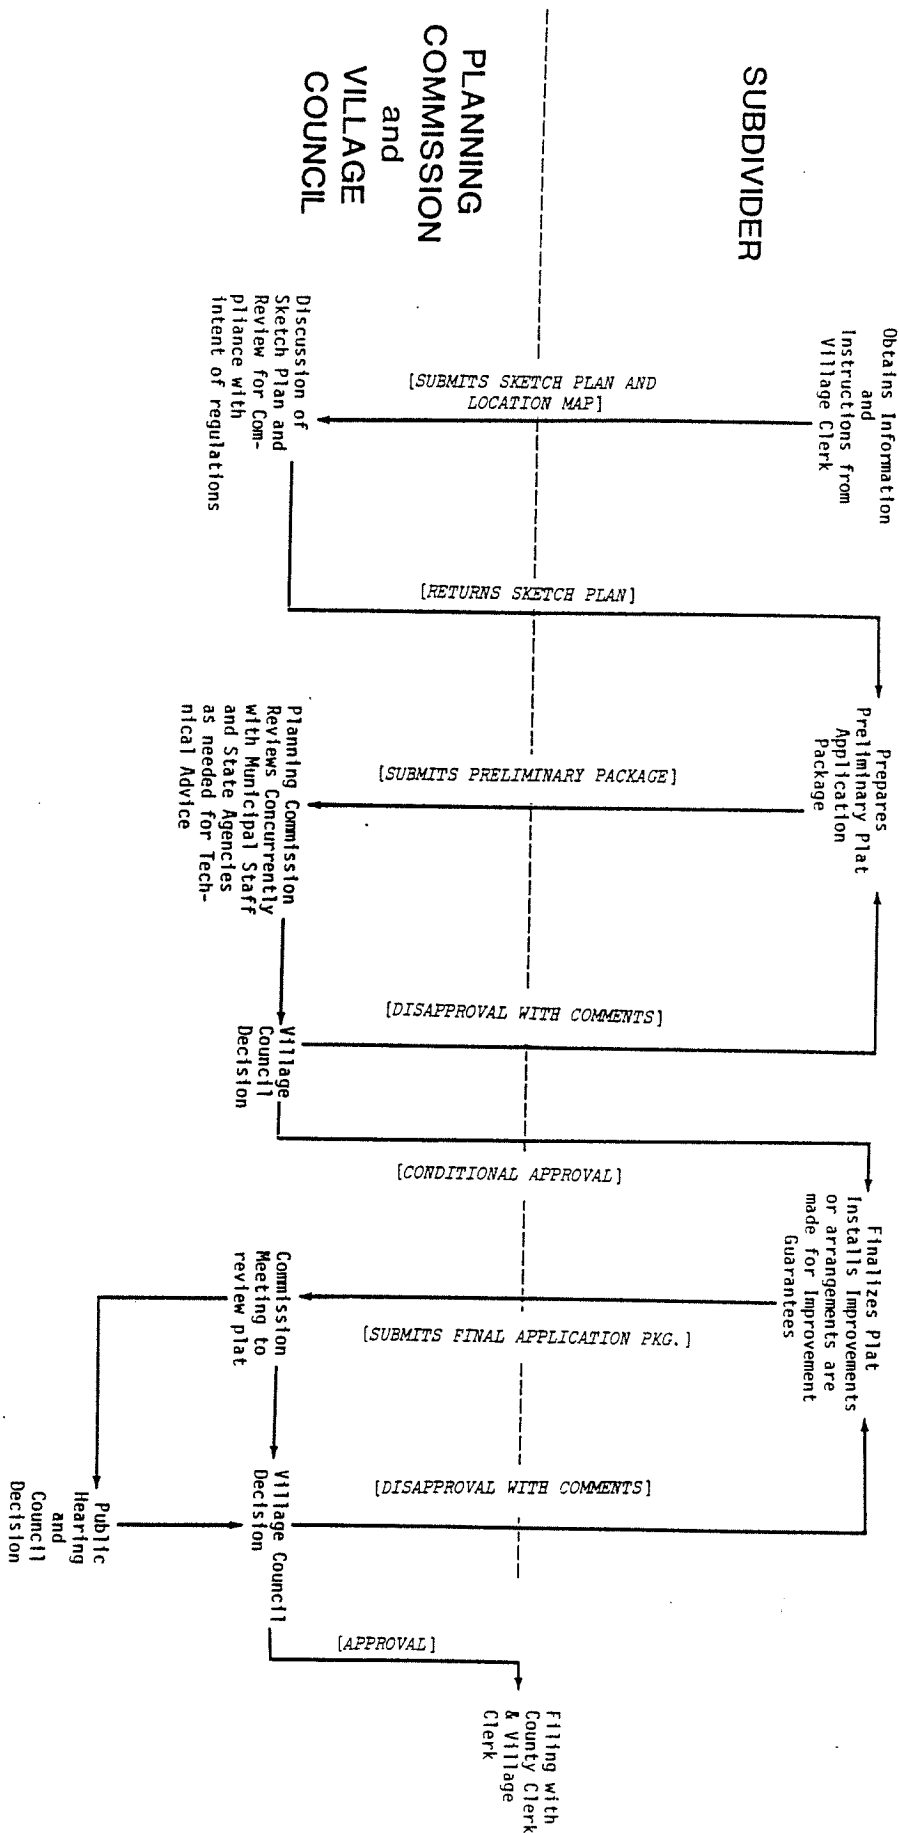 SUBDIVIDER
Obtains Information
and
Instructions from
Village Clerk
PLANNING
COMMISSION
and
VILLAGE
COUNCIL
[SUBMITS SKETCH PLAN AND
LOCATION MAP]
Discussion of
Sketch Plan and
Review for Com-
pliance with
intent of regulations
[RETURNS SKETCH PLAN]
Prepares
Preliminary Plat
Application
Package
[SUBMITS PRELIMINARY PACKAGE]
Planning Commission
Reviews Concurrently
with Municipal Staff
and State Agencies
as needed for Tech-
nical Advice
[DISAPPROVAL WITH COMMENTS]
Village
Council
Decision
[CONDITIONAL APPROVAL]
Finalizes Plat
Installs Improvements
or arrangements are
made for Improvement
Guarantees
[SUBMITS FINAL APPLICATION PKG.]
Commission
Meeting to
review plat
[DISAPPROVAL WITH COMMENTS]
Village Council
Decision
Public
Hearing
and
Council
Decision
[APPROVAL]
Filing with
County Clerk
& Village
Clerk